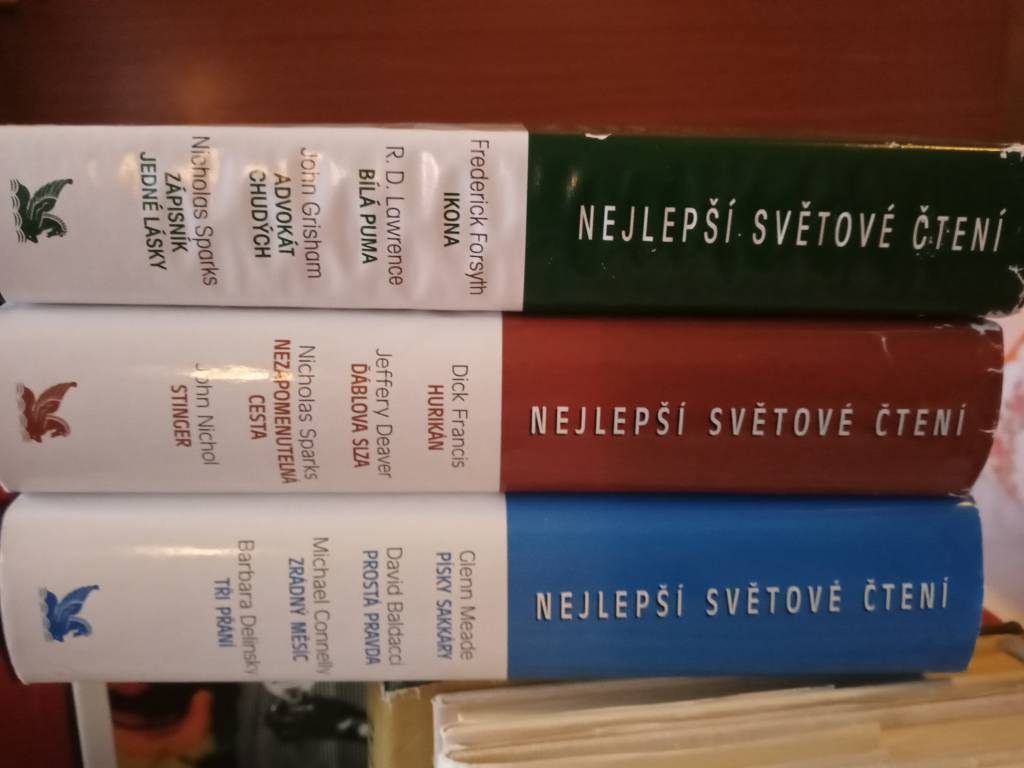 NEJLEPŠÍ SVĚTOVÉ ČTENÍ
Frederick Forsyth
IKONA
R. D. Lawrence
BÍLÁ PUMA
John Grisham
ADVOKÁT
CHUDÝCH
Nicholas Sparks
ZÁPISNÍK
JEDNÉ LÁSKY
NEJLEPŠÍ SVĚTOVÉ ČTENÍ
Dick Francis
HURIKÁN
Jeffery Deaver
ĎÁBLOVA SLZA
Nicholas Sparks
NEZAPOMENUTELNÁ
CESTA
John Nichol
STINGER
NEJLEPŠÍ SVĚTOVÉ ČTENÍ
Glenn Meade
PÍSKY SAKKÁRY
David Baldacci
PROSTÁ PRAVDA
Michael Connelly
ZRÁDNÝ MĚSÍC
Barbara Delinsky
TŘI PŘÁNÍ